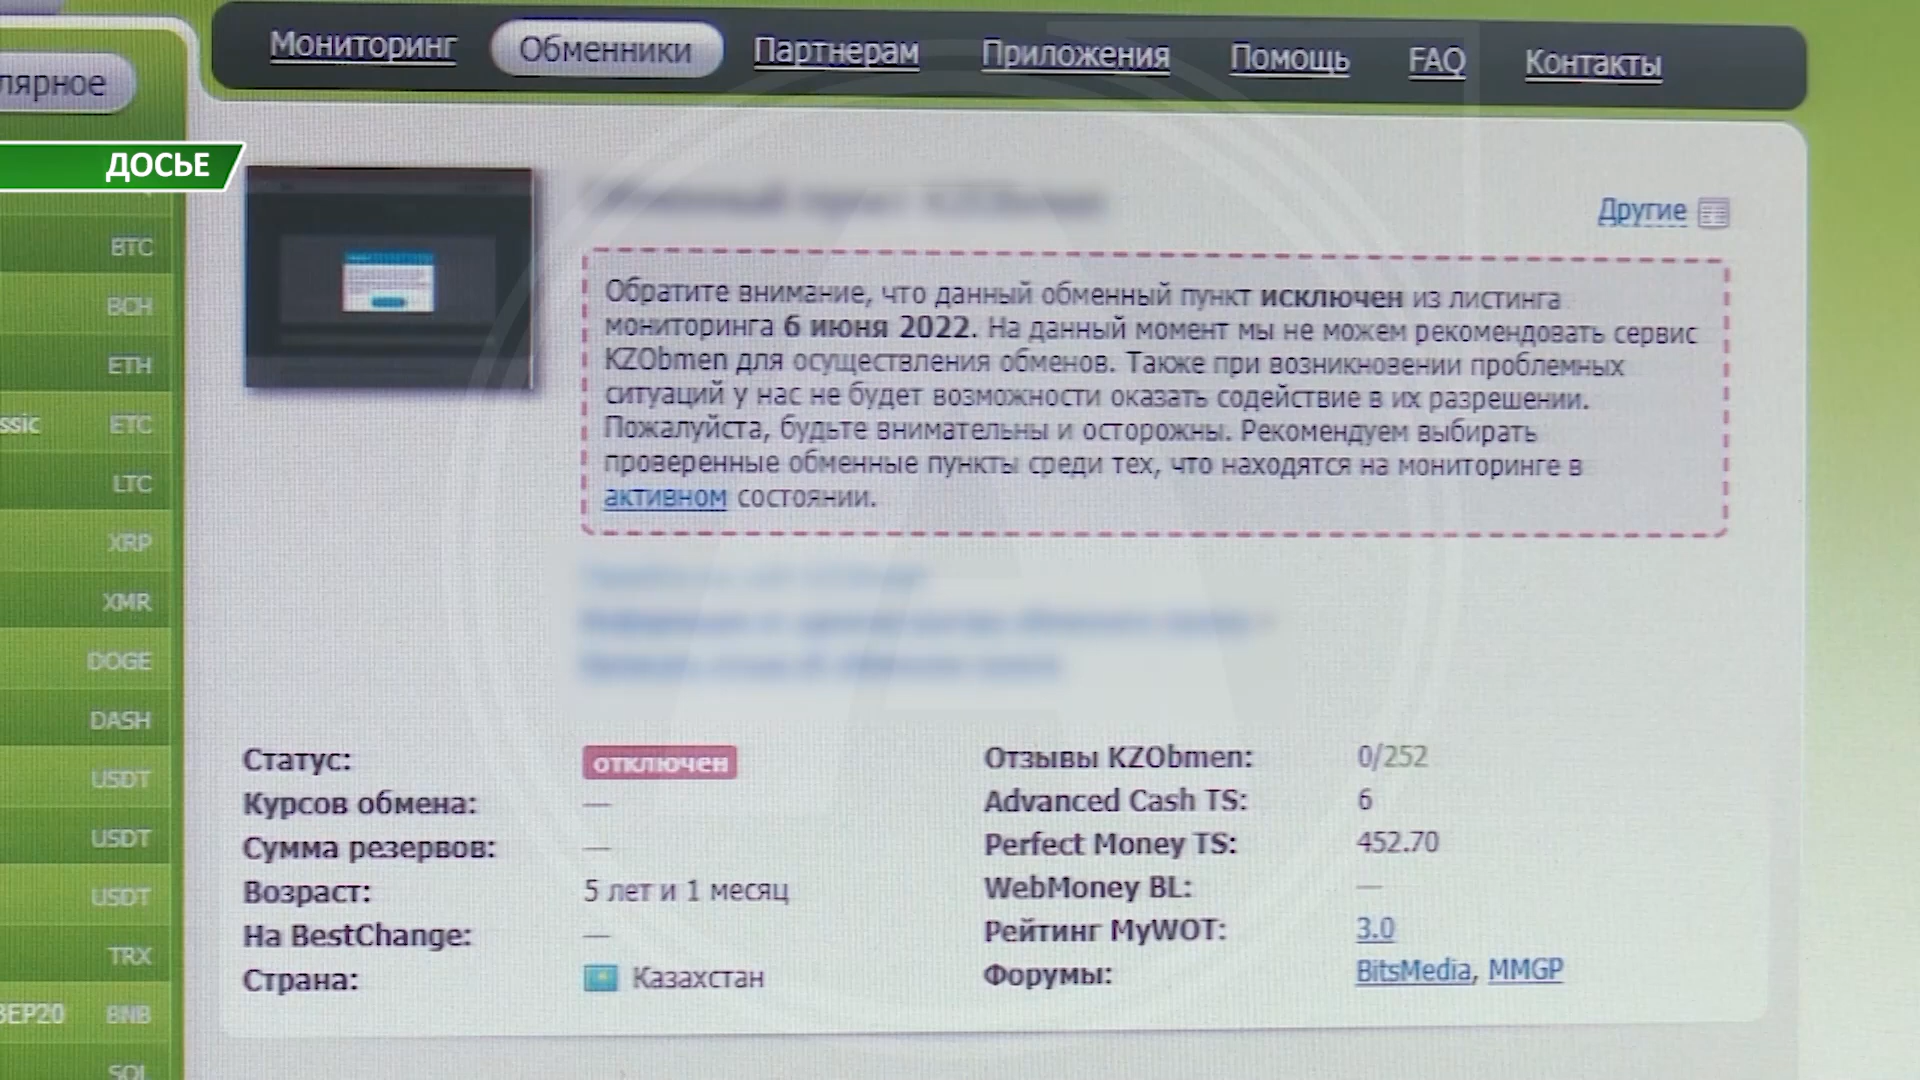 Мониторинг Обменники Партнерам Приложения Помощь FAQ Контакты
лярное
ДОСЬЕ
Другие
Обратите внимание, что данный обменный пункт исключен из листинга
мониторинга 6 июня 2022. На данный момент мы не можем рекомендовать сервис
KZObmen для осуществления обменов. Также при возникновении проблемных
ситуаций у нас не будет возможности оказать содействие в их разрешении.
Пожалуйста, будьте внимательны и осторожны. Рекомендуем выбирать
проверенные обменные пункты среди тех, что находятся на мониторинге в
активном состоянии.
BTC
BCH
ETH
ssic ETC
LTC
XRP
XMR
DOGE
DASH
USDT
USDT
USDT
TRX
BEP20 BNB
SOL
Статус: отключен
Курсов обмена: —
Сумма резервов: —
Возраст: 5 лет и 1 месяц
На BestChange: —
Страна: Казахстан
Отзывы KZObmen: 0/252
Advanced Cash TS: 6
Perfect Money TS: 452.70
WebMoney BL: —
Рейтинг MyWOT: 3.0
Форумы: BitsMedia, MMGP